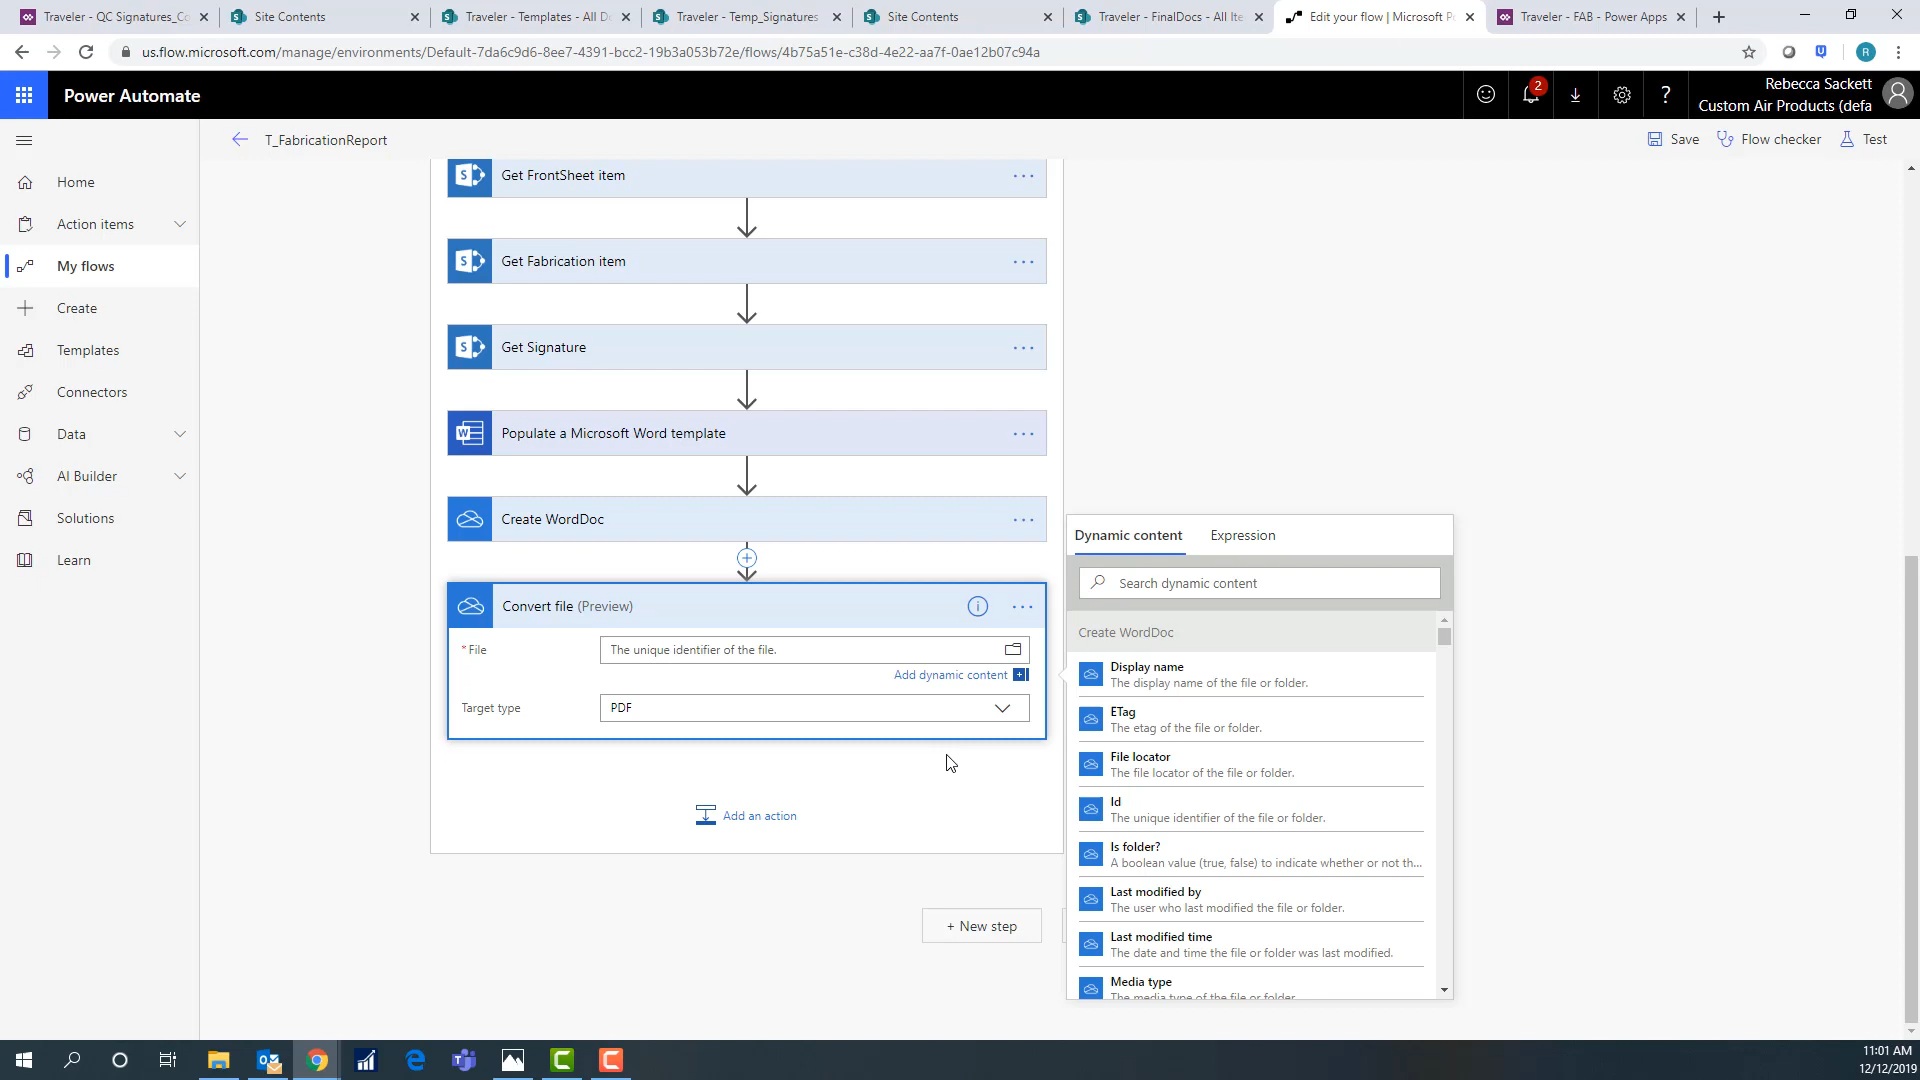 Traveler - QC Signatures_Co
Site Contents
Traveler - Templates - All D
Traveler - Temp_Signatures
Site Contents
Traveler - FinalDocs - All Ite
Edit your flow | Microsoft P
Traveler - FAB - Power Apps
us.flow.microsoft.com/manage/environments/Default-7da6c9d6-8ee7-4391-bcc2-19b3a053b72e/flows/4b75a51e-c38d-4e22-aa7f-0ae12b07c94a
R
Power Automate
2
?
Rebecca Sackett
Custom Air Products (defa
T_FabricationReport
Save
Flow checker
Test
Home
Action items
My flows
Create
Templates
Connectors
Data
AI Builder
Solutions
Learn
Get FrontSheet item
Get Fabrication item
Get Signature
Populate a Microsoft Word template
Create WordDoc
Convert file (Preview)
* File
The unique identifier of the file.
Add dynamic content
Target type
PDF
Add an action
+ New step
Dynamic content
Expression
Search dynamic content
Create WordDoc
Display name
The display name of the file or folder.
ETag
The etag of the file or folder.
File locator
The file locator of the file or folder.
Id
The unique identifier of the file or folder.
Is folder?
A boolean value (true, false) to indicate whether or not th...
Last modified by
The user who last modified the file or folder.
Last modified time
The date and time the file or folder was last modified.
Media type
The media type of the file or folder
11:01 AM
12/12/2019